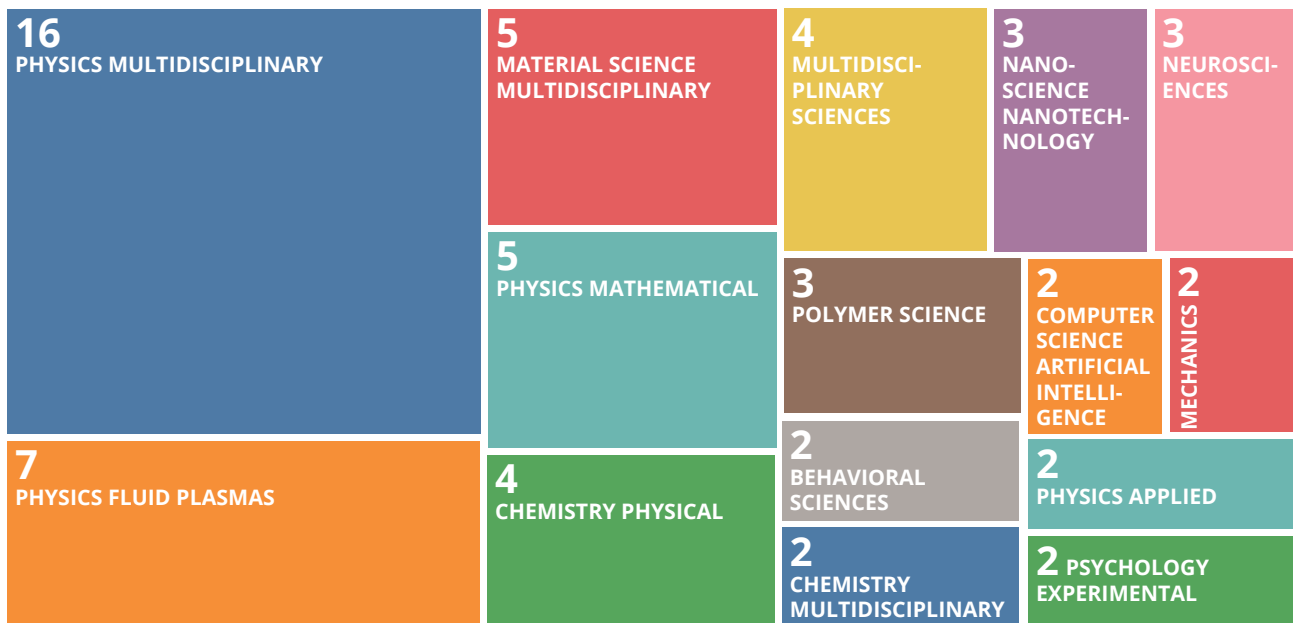 16
PHYSICS MULTIDISCIPLINARY
7
PHYSICS FLUID PLASMAS
5
MATERIAL SCIENCE
MULTIDISCIPLINARY
5
PHYSICS MATHEMATICAL
4
CHEMISTRY PHYSICAL
4
MULTIDISCI-
PLINARY
SCIENCES
3
NANO-
SCIENCE
NANOTECH-
NOLOGY
3
NEUROSCI-
ENCES
3
POLYMER SCIENCE
2
COMPUTER
SCIENCE
ARTIFICIAL
INTELLI-
GENCE
2
MECHANICS
2
BEHAVIORAL
SCIENCES
2
CHEMISTRY
MULTIDISCIPLINARY
2
PHYSICS APPLIED
2 PSYCHOLOGY
EXPERIMENTAL